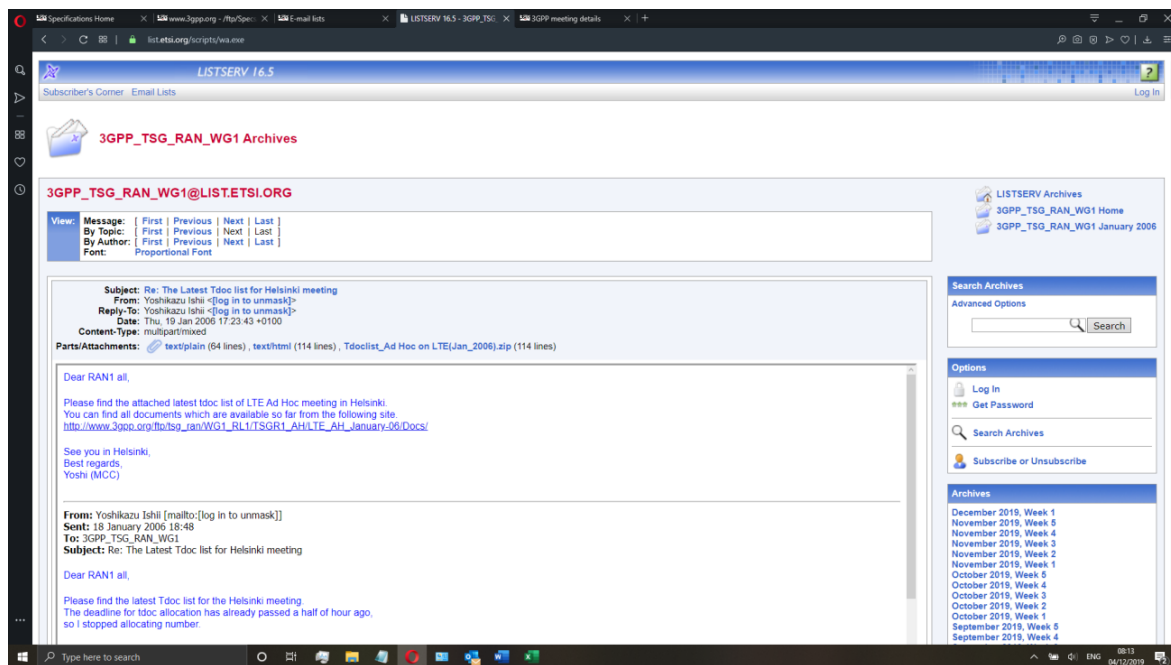 Specifications Home
www.3gpp.org - /ftp/Spec
E-mail lists
LISTSERV 16.5 - 3GPP_TSG_
3GPP meeting details
list.etsi.org/scripts/wa.exe
LISTSERV 16.5
Subscriber's Corner Email Lists
Log In
3GPP_TSG_RAN_WG1 Archives
3GPP_TSG_RAN_WG1@LIST.ETSI.ORG
View: Message: [ First | Previous | Next | Last ]
By Topic: [ First | Previous | Next | Last ]
By Author: [ First | Previous | Next | Last ]
Font: Proportional Font
LISTSERV Archives
3GPP_TSG_RAN_WG1 Home
3GPP_TSG_RAN_WG1 January 2006
Subject: Re: The Latest Tdoc list for Helsinki meeting
From: Yoshikazu Ishii <[log in to unmask]>
Reply-To: Yoshikazu Ishii <[log in to unmask]>
Date: Thu, 19 Jan 2006 17:23:43 +0100
Content-Type: multipart/mixed
Parts/Attachments: text/plain (64 lines) , text/html (114 lines) , Tdoclist_Ad Hoc on LTE(Jan_2006).zip (114 lines)
Dear RAN1 all,
Please find the attached latest tdoc list of LTE Ad Hoc meeting in Helsinki.
You can find all documents which are available so far from the following site.
http://www.3gpp.org/ftp/tsg_ran/WG1_RL1/TSGR1_AH/LTE_AH_January-06/Docs/
See you in Helsinki,
Best regards,
Yoshi (MCC)
From: Yoshikazu Ishii [mailto:[log in to unmask]]
Sent: 18 January 2006 18:48
To: 3GPP_TSG_RAN_WG1
Subject: Re: The Latest Tdoc list for Helsinki meeting
Dear RAN1 all,
Please find the latest Tdoc list for the Helsinki meeting.
The deadline for tdoc allocation has already passed a half of hour ago,
so I stopped allocating number.
Search Archives
Advanced Options
Search
Options
Log In
Get Password
Search Archives
Subscribe or Unsubscribe
Archives
December 2019, Week 1
November 2019, Week 5
November 2019, Week 4
November 2019, Week 3
November 2019, Week 2
November 2019, Week 1
October 2019, Week 5
October 2019, Week 4
October 2019, Week 3
October 2019, Week 2
October 2019, Week 1
September 2019, Week 5
September 2019, Week 4
Type here to search
ENG
08:13
04/12/2019